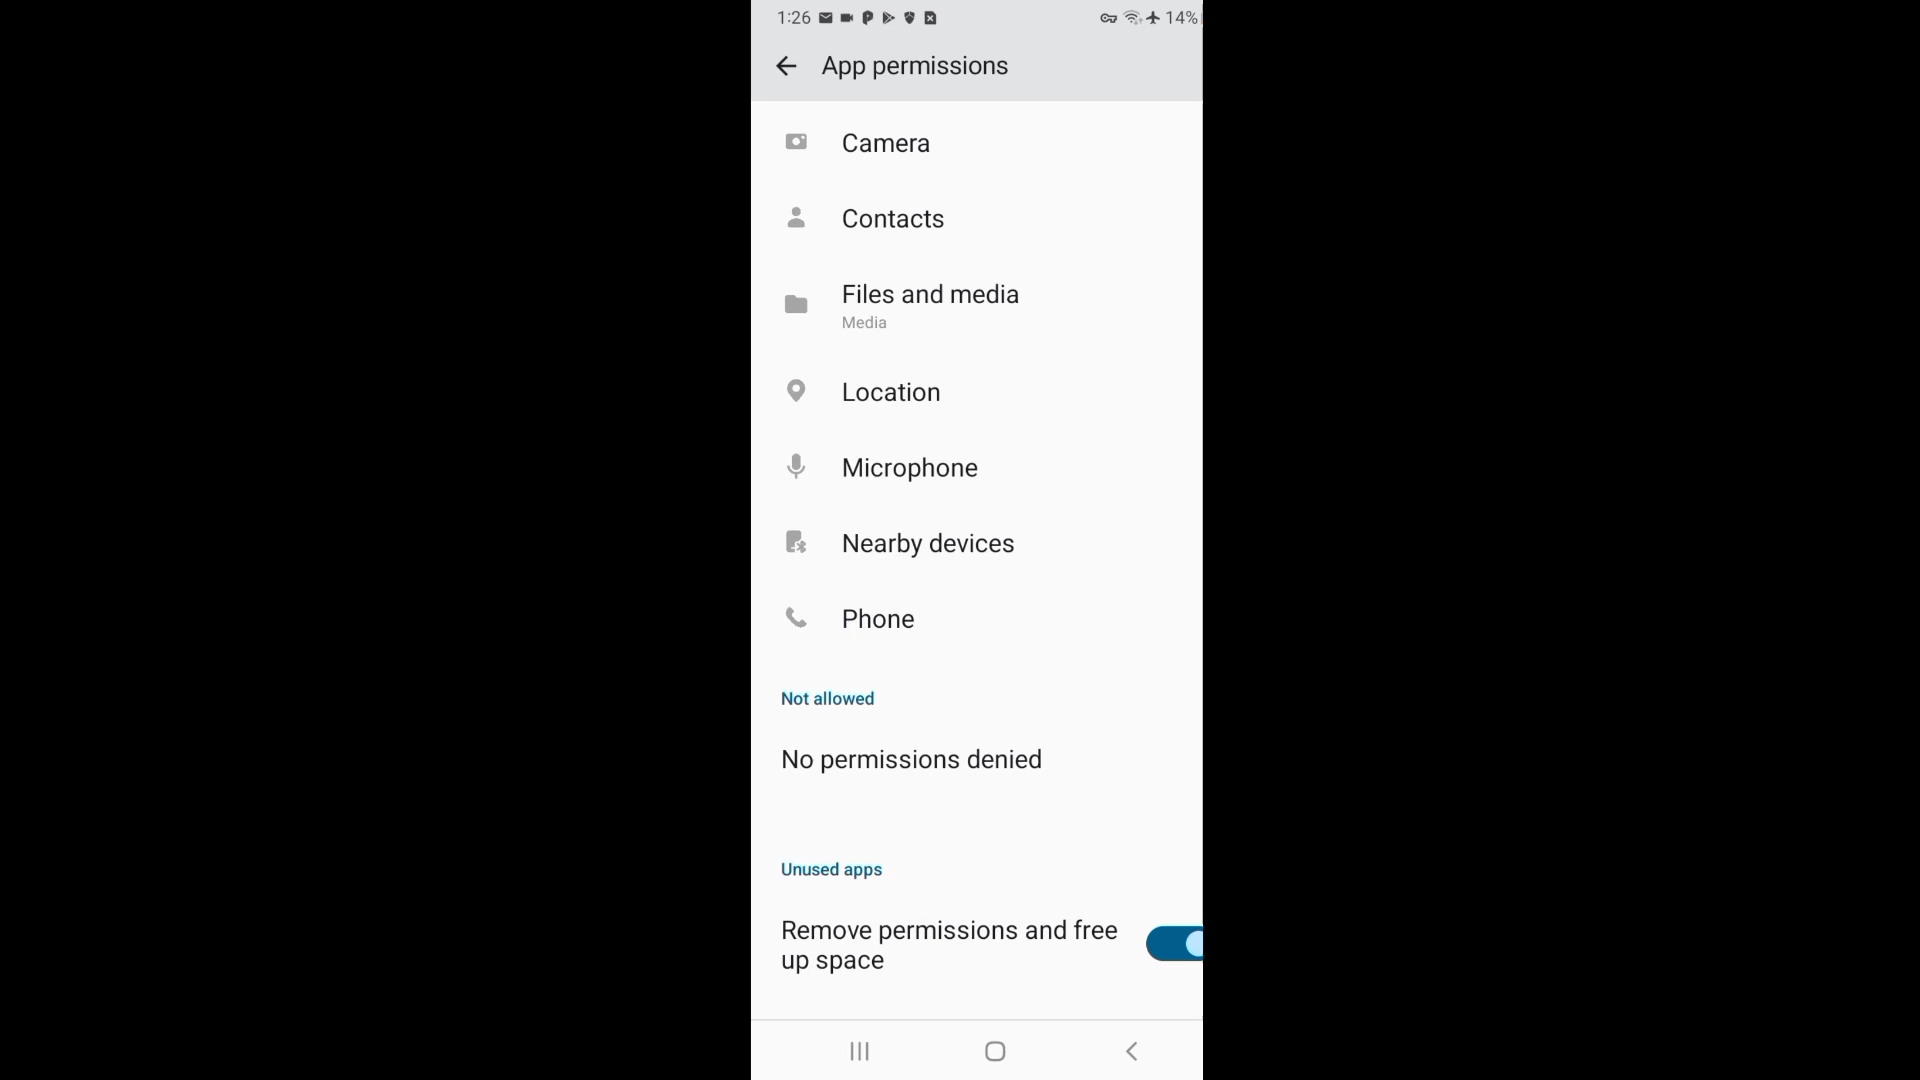 1:26 14%
App permissions
Camera
Contacts
Files and media
Media
Location
Microphone
Nearby devices
Phone
Not allowed
No permissions denied
Unused apps
Remove permissions and free
up space